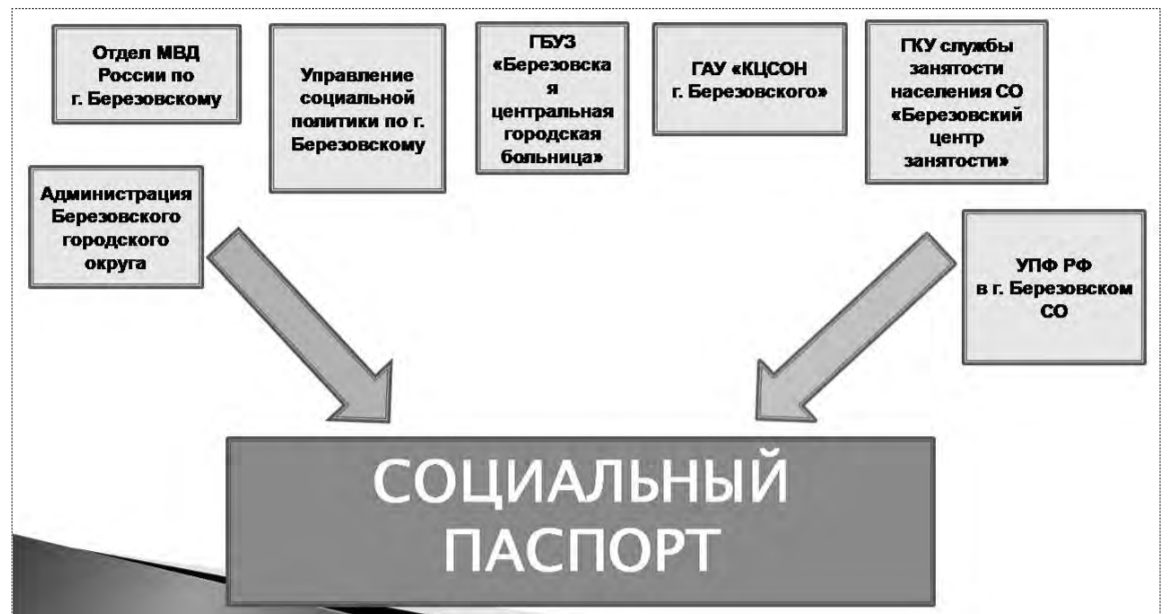 Отдел МВД
России по
г. Березовскому
Управление
социальной
политики по г.
Березовскому
ГБУЗ
«Березовска
я
центральная
городская
больница»
ГАУ «КЦСОН
г. Березовского»
ГКУ службы
занятости
населения СО
«Березовский
центр
занятости»
Администрация
Березовского
городского
округа
УПФ РФ
в г. Березовском
СО
СОЦИАЛЬНЫЙ
ПАСПОРТ